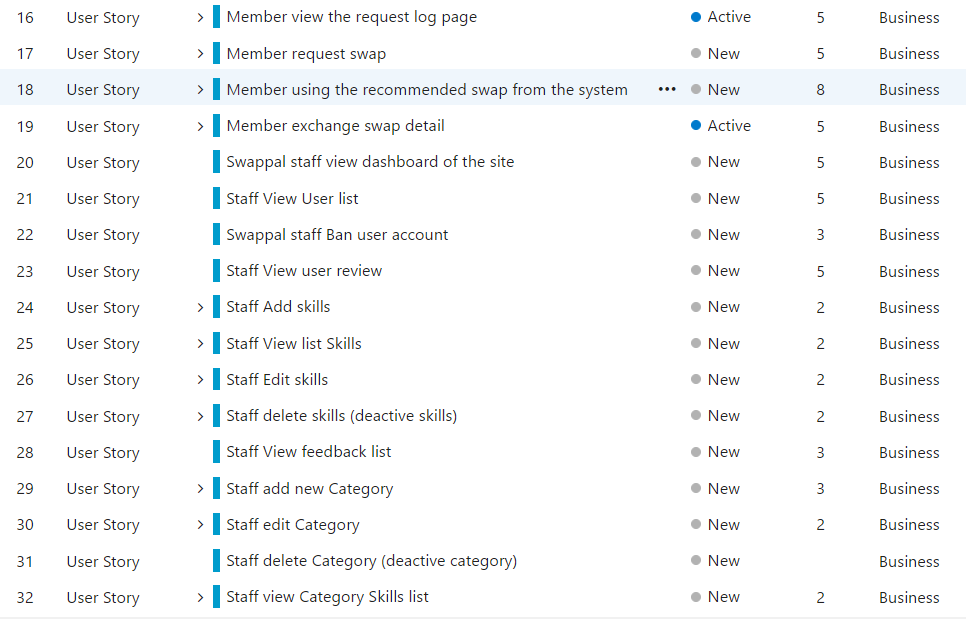 16 User Story Member view the request log page Active 5 Business
17 User Story Member request swap New 5 Business
18 User Story Member using the recommended swap from the system ••• New 8 Business
19 User Story Member exchange swap detail Active 5 Business
20 User Story Swappal staff view dashboard of the site New 5 Business
21 User Story Staff View User list New 5 Business
22 User Story Swappal staff Ban user account New 3 Business
23 User Story Staff View user review New 5 Business
24 User Story Staff Add skills New 2 Business
25 User Story Staff View list Skills New 2 Business
26 User Story Staff Edit skills New 2 Business
27 User Story Staff delete skills (deactive skills) New 2 Business
28 User Story Staff View feedback list New 3 Business
29 User Story Staff add new Category New 3 Business
30 User Story Staff edit Category New 2 Business
31 User Story Staff delete Category (deactive category) New Business
32 User Story Staff view Category Skills list New 2 Business